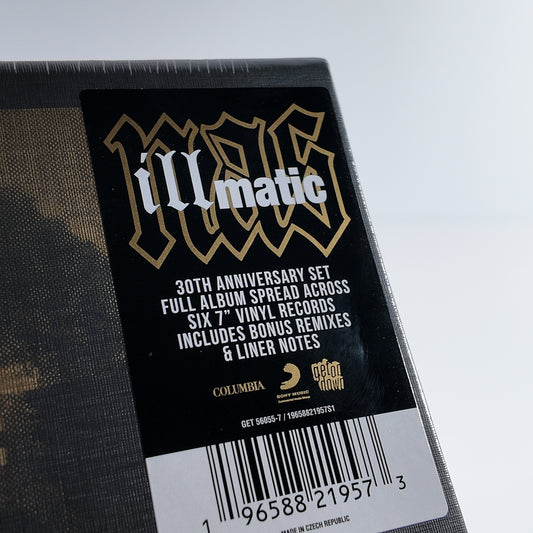 nas
illmatic
30TH ANNIVERSARY SET
FULL ALBUM SPREAD ACROSS
SIX 7" VINYL RECORDS
INCLUDES BONUS REMIXES
& LINER NOTES
COLUMBIA
SONY MUSIC
get on down
GET 56055-7 / 19658821957S1
1 96588 21957 3
MADE IN CZECH REPUBLIC